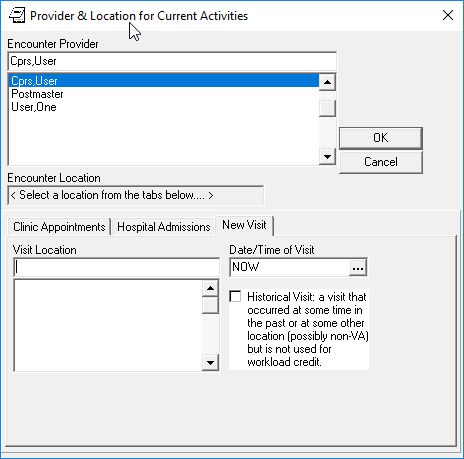 Provider & Location for Current Activities
Encounter Provider
Cprs,User
Cprs,User
Postmaster
User,One
OK
Cancel
Encounter Location
< Select a location from the tabs below.... >
Clinic Appointments Hospital Admissions New Visit
Visit Location
Date/Time of Visit
NOW ...
Historical Visit: a visit that
occurred at some time in
the past or at some other
location (possibly non-VA)
but is not used for
workload credit.